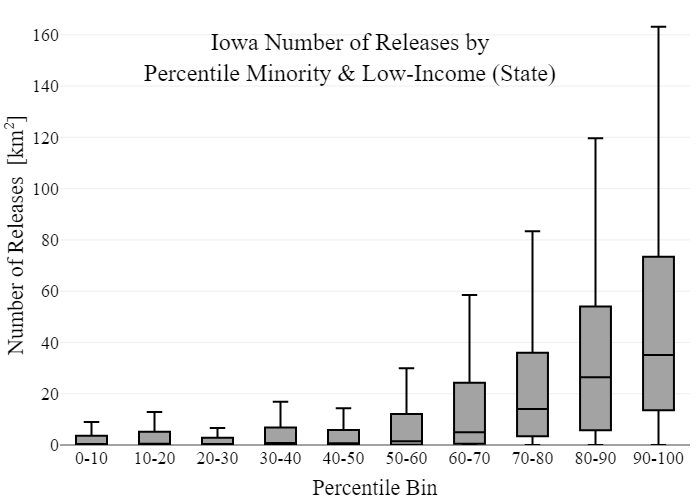 Iowa Number of Releases by
Percentile Minority & Low-Income (State)
Number of Releases [km²]
160
140
120
100
80
60
40
20
0
0-10 10-20 20-30 30-40 40-50 50-60 60-70 70-80 80-90 90-100
Percentile Bin